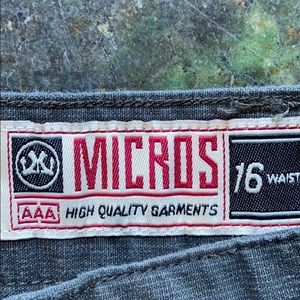 MICROS
16 WAIST
AAA HIGH QUALITY GARMENTS